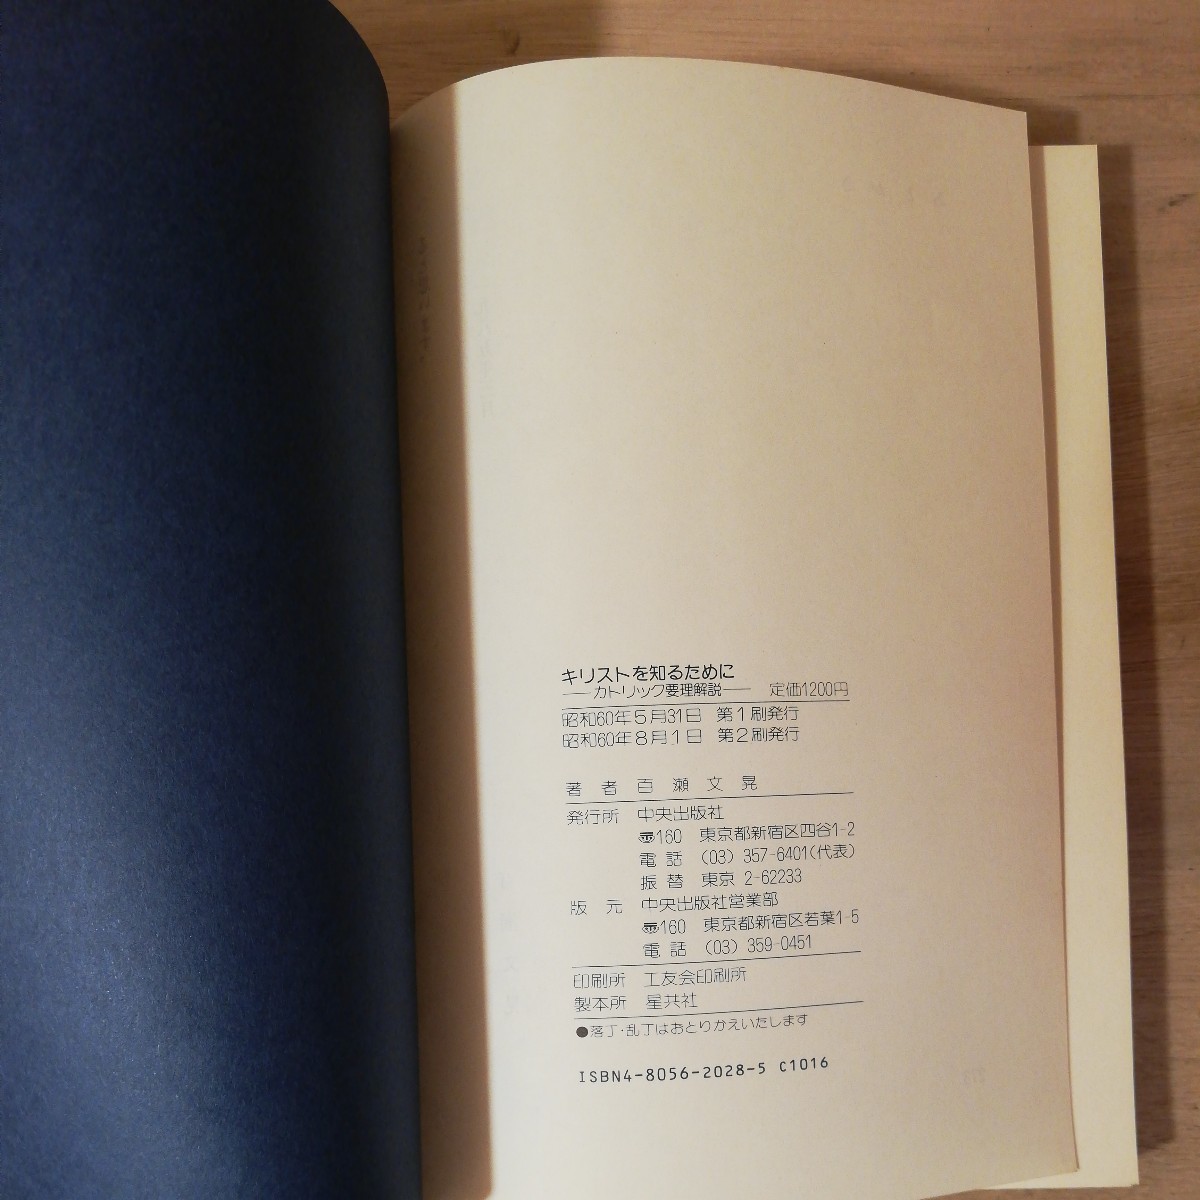 キリストを知るために
──カトリック要理解説── 定価1200円
昭和60年5月31日 第1刷発行
昭和60年8月1日 第2刷発行
著者 百瀬文晃
発行所 中央出版社
〠160 東京都新宿区四谷1-2
電話 (03) 357-6401(代表)
振替 東京 2-62233
版元 中央出版社営業部
〠160 東京都新宿区若葉1-5
電話 (03) 359-0451
印刷所 工友会印刷所
製本所 星共社
●落丁・乱丁はおとりかえいたします
ISBN4-8056-2028-5 C1016